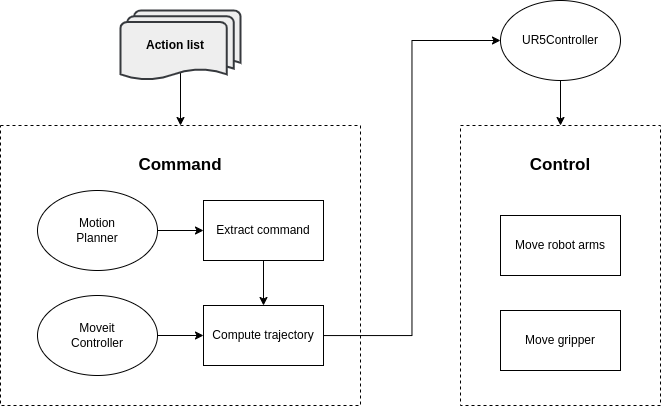 Action list
UR5Controller
Command
Motion
Planner
Extract command
Moveit
Controller
Compute trajectory
Control
Move robot arms
Move gripper